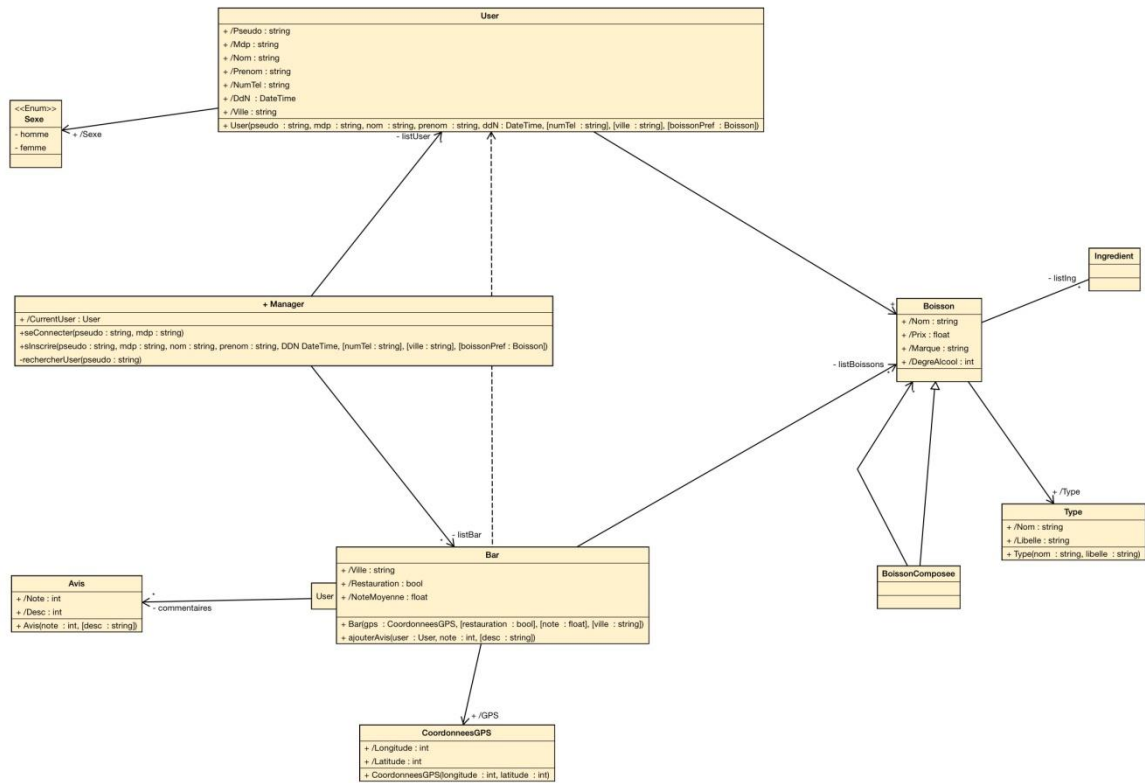 User
+ /Pseudo : string
+ /Mdp : string
+ /Nom : string
+ /Prenom : string
+ /NumTel : string
+ /DdN : DateTime
+ /Ville : string
+ User(pseudo : string, mdp : string, nom : string, prenom : string, ddN : DateTime, [numTel : string], [ville : string], [boissonPref : Boisson])
<<Enum>>
Sexe
- homme
- femme
+ /Sexe
- listUser
*
+ Manager
+ /CurrentUser : User
+seConnecter(pseudo : string, mdp : string)
+sInscrire(pseudo : string, mdp : string, nom : string, prenom : string, DDN DateTime, [numTel : string], [ville : string], [boissonPref : Boisson])
-rechercherUser(pseudo : string)
Ingredient
- listIng
*
+
Boisson
+ /Nom : string
+ /Prix : float
+ /Marque : string
+ /DegreAlcool : int
- listBoissons
*
*
+ /Type
Type
+ /Nom : string
+ /Libelle : string
+ Type(nom : string, libelle : string)
BoissonComposee
- listBar
*
Bar
+ /Ville : string
+ /Restauration : bool
+ /NoteMoyenne : float
+ Bar(gps : CoordonneesGPS, [restauration : bool], [note : float], [ville : string])
+ ajouterAvis(user : User, note : int, [desc : string])
User
*
- commentaires
Avis
+ /Note : int
+ /Desc : int
+ Avis(note : int, [desc : string])
+ /GPS
CoordonneesGPS
+ /Longitude : int
+ /Latitude : int
+ CoordonneesGPS(longitude : int, latitude : int)